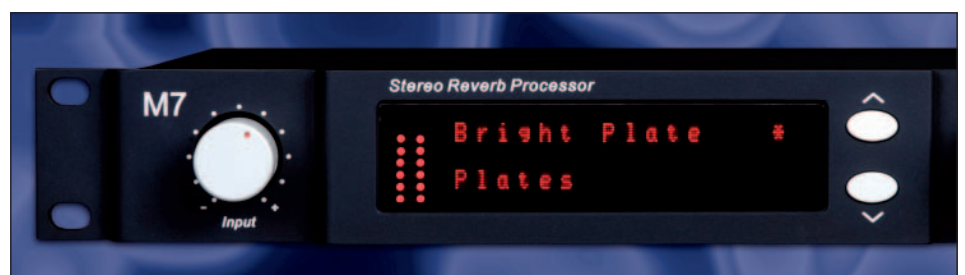 M7
Stereo Reverb Processor
Bright Plate *
Plates
- +
Input